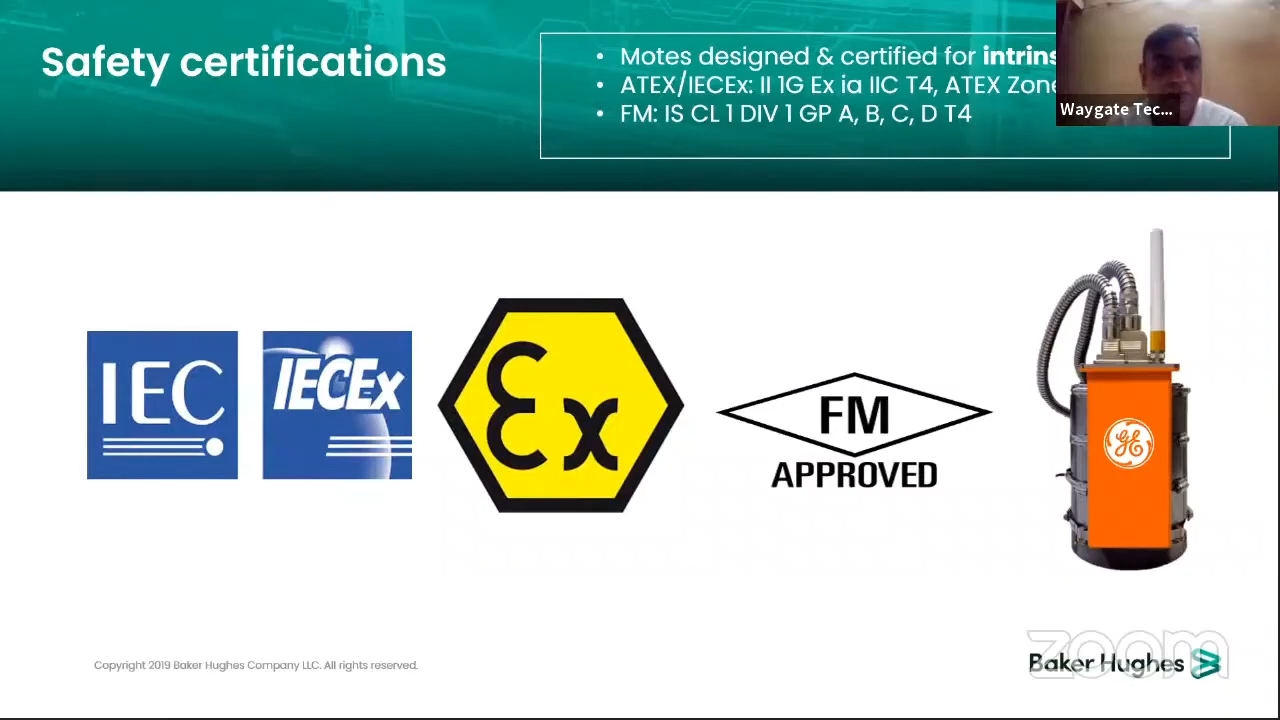 Safety certifications
• Motes designed & certified for
• ATEX/IECEx: II 1G Ex ia IIC T4, ATEX
• FM: IS CL 1 DIV 1 GP A, B, C, D T4
Waygate Tec...
IEC
IECEx
Ex
FM
APPROVED
GE
Copyright 2019 Baker Hughes Company LLC. All rights reserved.
Baker Hughes
zoom